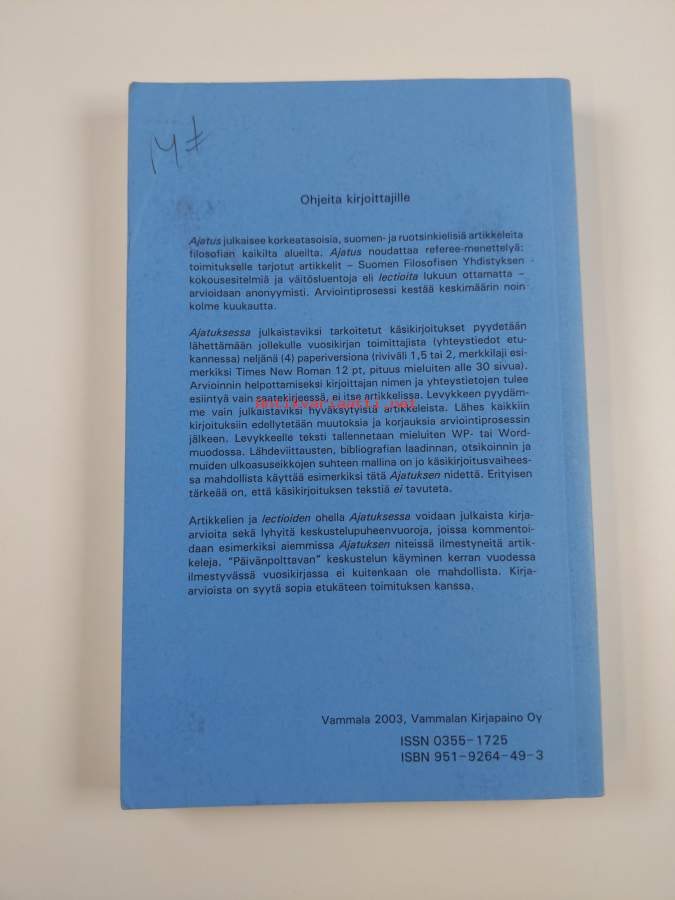 Ohjeita kirjoittajille
Ajatus julkaisee korkeatasoisia, suomen- ja ruotsinkielisiä artikkeleita
filosofian kaikilta alueilta. Ajatus noudattaa referee-menettelyä:
toimitukselle tarjotut artikkelit – Suomen Filosofisen Yhdistyksen
kokousesitelmiä ja väitösluentoja eli lectioita lukuun ottamatta –
arvioidaan anonyymisti. Arviointiprosessi kestää keskimäärin noin
kolme kuukautta.
Ajatuksessa julkaistaviksi tarkoitetut käsikirjoitukset pyydetään
lähettämään jollekulle vuosikirjan toimittajista (yhteystiedot etu-
kannessa) neljänä (4) paperiversiona (riviväli 1,5 tai 2, merkkilaji esi-
merkiksi Times New Roman 12 pt, pituus mieluiten alle 30 sivua).
Arvioinnin helpottamiseksi kirjoittajan nimen ja yhteystietojen tulee
esiintyä vain saatekirjeessä, ei itse artikkelissa. Levykkeen pyydäm-
me vain julkaistaviksi hyväksytyistä artikkeleista. Lähes kaikkiin
kirjoituksiin edellytetään muutoksia ja korjauksia arviointiprosessin
jälkeen. Levykkeelle teksti tallennetaan mieluiten WP- tai Word-
muodossa. Lähdeviittausten, bibliografian laadinnan, otsikoinnin ja
muiden ulkoasuseikkojen suhteen mallina on jo käsikirjoitusvaihees-
sa mahdollista käyttää esimerkiksi tätä Ajatuksen nidettä. Erityisen
tärkeää on, että käsikirjoituksen tekstiä ei tavuteta.
Artikkelien ja lectioiden ohella Ajatuksessa voidaan julkaista kirja-
arvioita sekä lyhyitä keskustelupuheenvuoroja, joissa kommentoi-
daan esimerkiksi aiemmissa Ajatuksen niteissä ilmestyneitä artik-
keleja. "Päivänpolttavan" keskustelun käyminen kerran vuodessa
ilmestyvässä vuosikirjassa ei kuitenkaan ole mahdollista. Kirja-
arvioista on syytä sopia etukäteen toimituksen kanssa.
Vammala 2003, Vammalan Kirjapaino Oy
ISSN 0355-1725
ISBN 951-9264-49-3
antikvariaatti.net